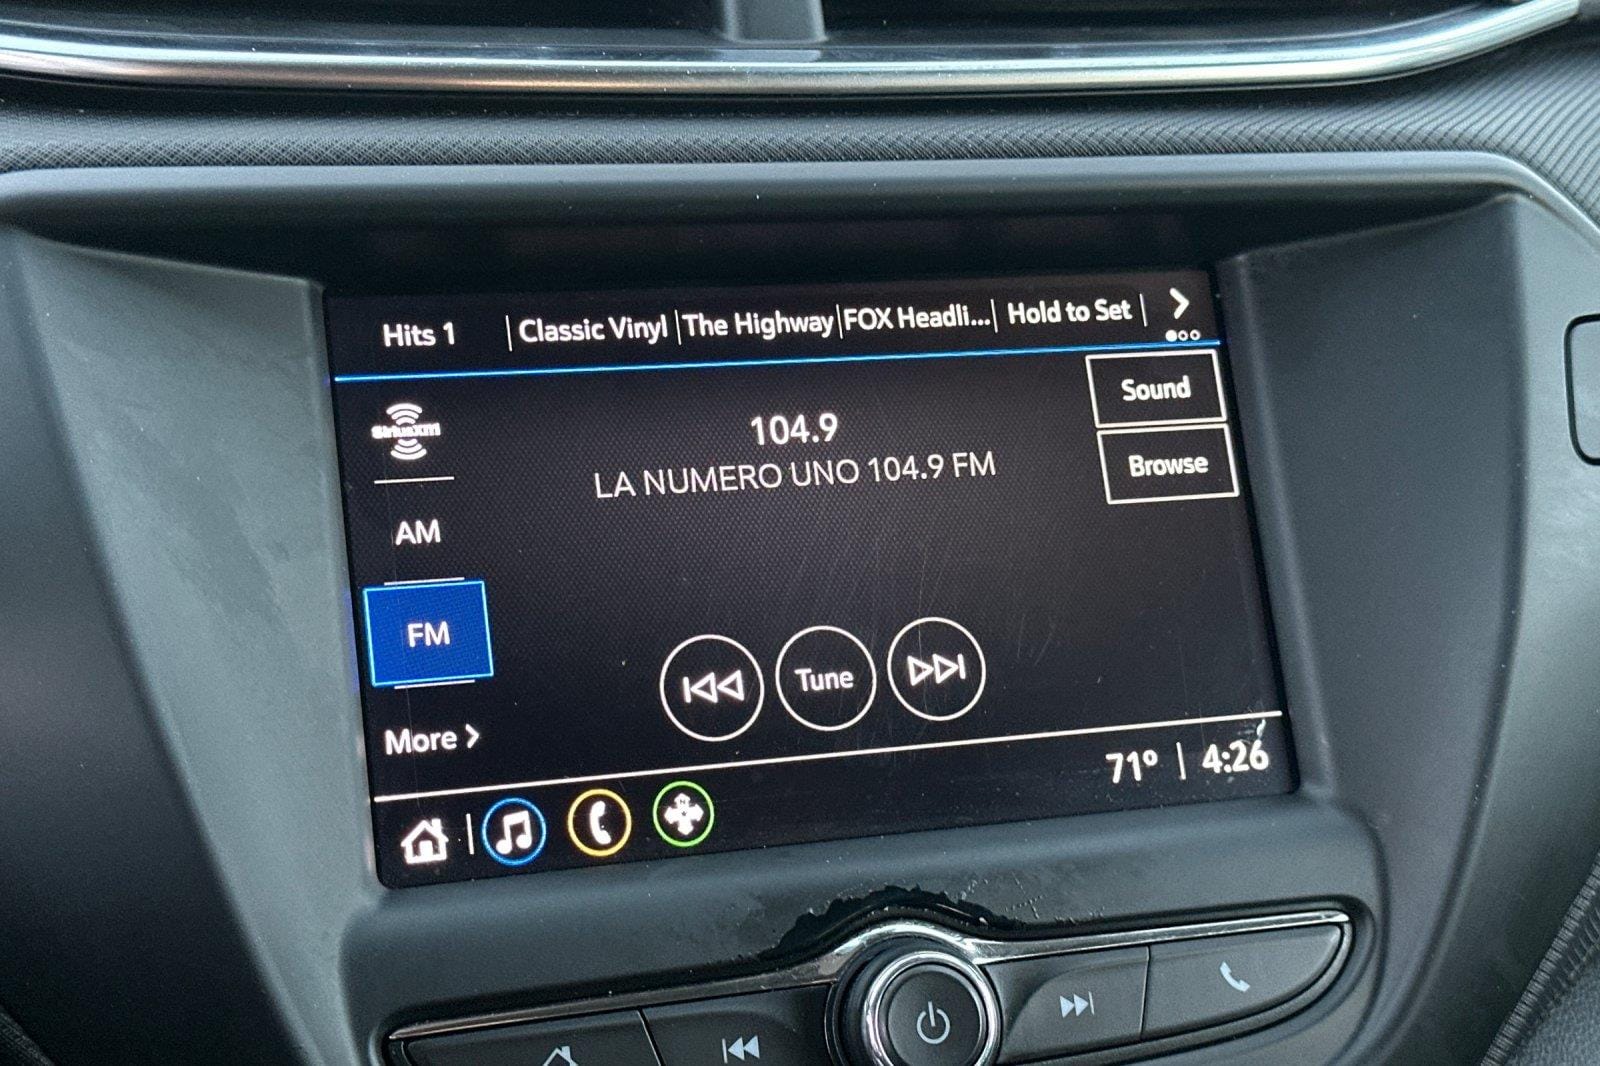 Hits 1 | Classic Vinyl | The Highway | FOX Headli... | Hold to Set |
SiriusXM
Sound
104.9
LA NUMERO UNO 104.9 FM
Browse
AM
FM
Tune
More
71° | 4:26